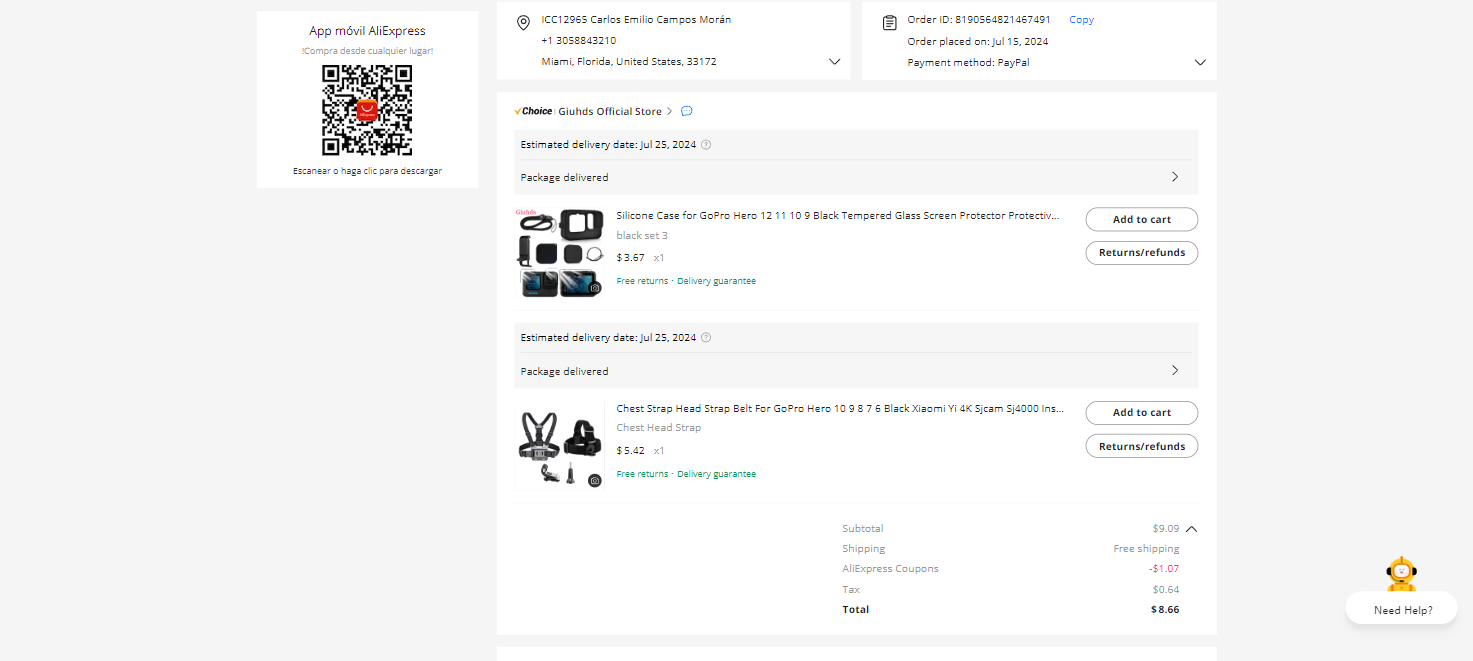 App móvil AliExpress
!Compra desde cualquier lugar!
Escanear o haga clic para descargar
ICC12965 Carlos Emilio Campos Morán
+1 3058843210
Miami, Florida, United States, 33172
Order ID: 8190564821467491 Copy
Order placed on: Jul 15, 2024
Payment method: PayPal
Choice Giuhds Official Store
Estimated delivery date: Jul 25, 2024
Package delivered
Giuhds
Silicone Case for GoPro Hero 12 11 10 9 Black Tempered Glass Screen Protector Protectiv...
black set 3
$3.67 x1
Free returns · Delivery guarantee
Add to cart
Returns/refunds
Estimated delivery date: Jul 25, 2024
Package delivered
Chest Strap Head Strap Belt For GoPro Hero 10 9 8 7 6 Black Xiaomi Yi 4K Sjcam Sj4000 Ins...
Chest Head Strap
$5.42 x1
Free returns · Delivery guarantee
Add to cart
Returns/refunds
Subtotal $9.09
Shipping Free shipping
AliExpress Coupons -$1.07
Tax $0.64
Total $8.66
Need Help?